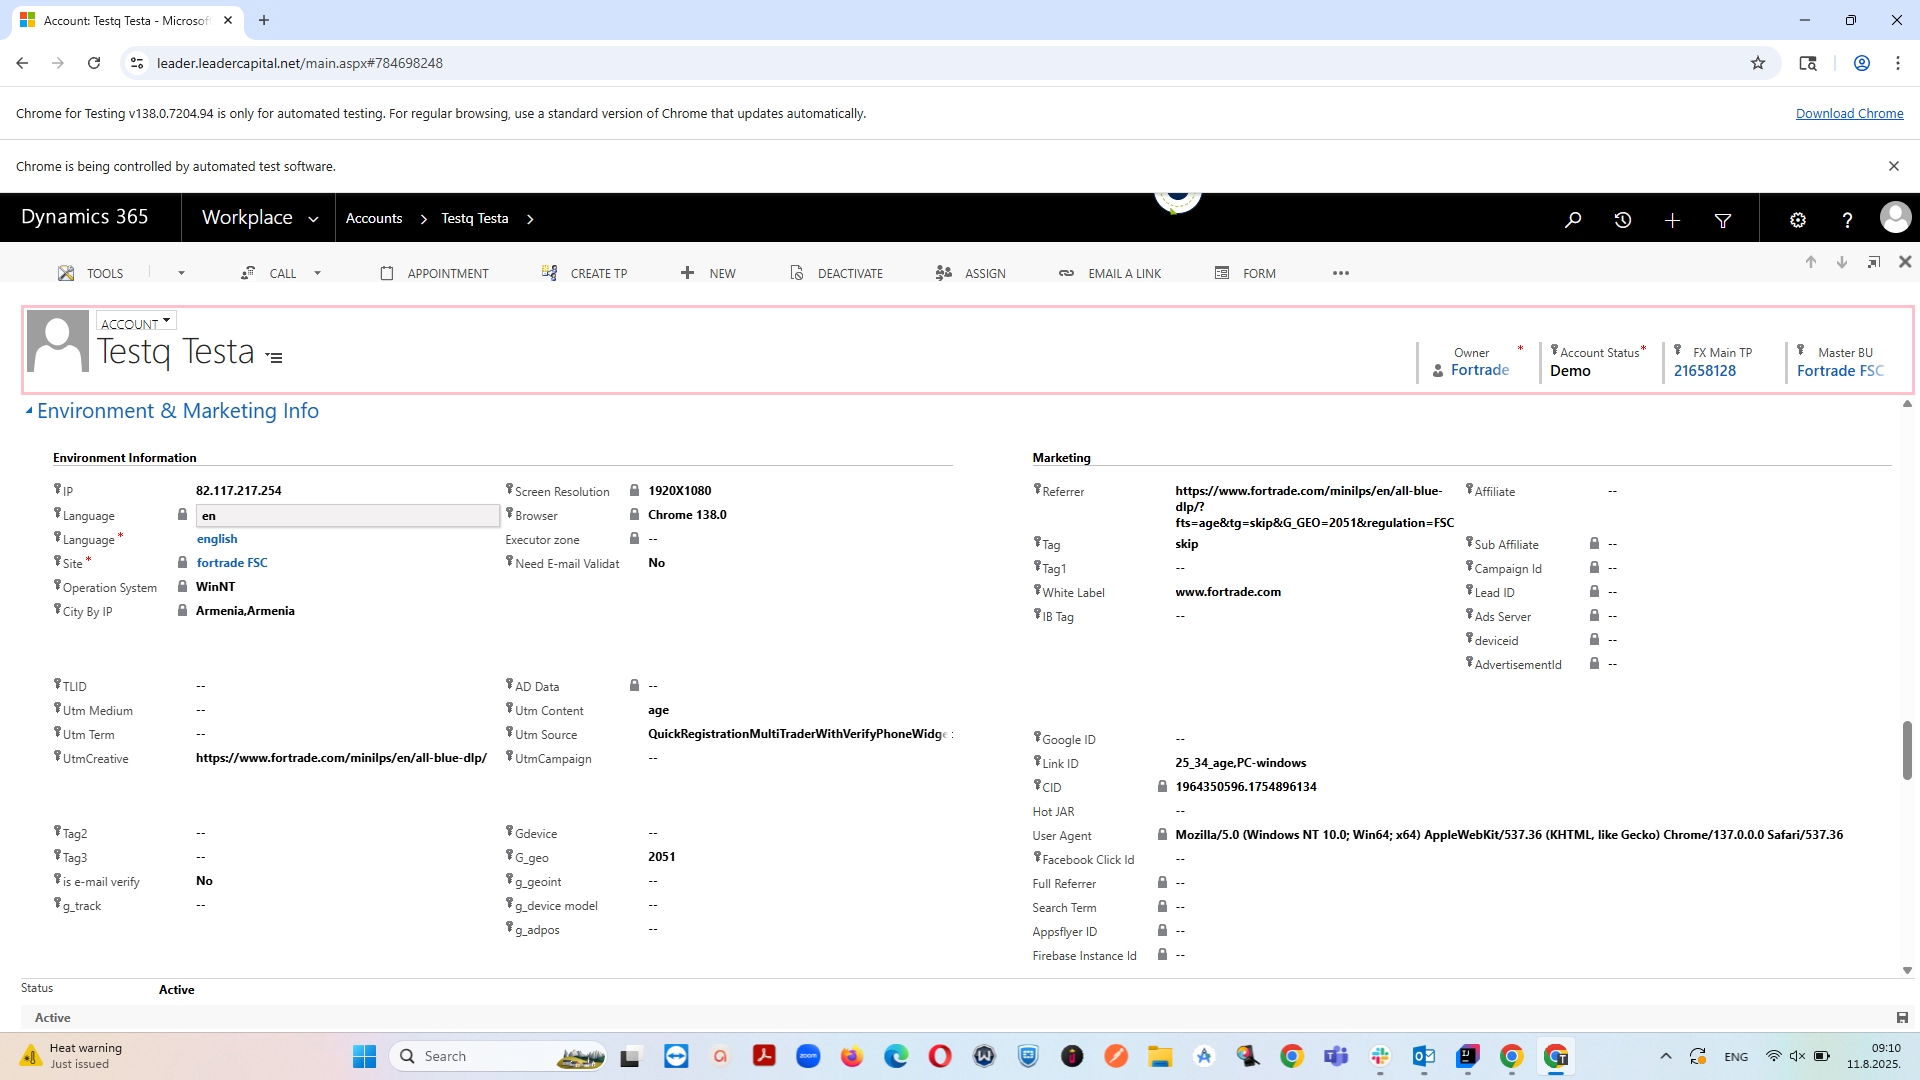 Account: Testq Testa - Microsoft
leader.leadercapital.net/main.aspx#784698248
Chrome for Testing v138.0.7204.94 is only for automated testing. For regular browsing, use a standard version of Chrome that updates automatically.
Download Chrome
Chrome is being controlled by automated test software.
Dynamics 365
Workplace
Accounts
Testq Testa
TOOLS
CALL
APPOINTMENT
CREATE TP
NEW
DEACTIVATE
ASSIGN
EMAIL A LINK
FORM
ACCOUNT
Testq Testa
Owner *
Fortrade
Account Status *
Demo
FX Main TP
21658128
Master BU
Fortrade FSC
Environment & Marketing Info
Environment Information
IP 82.117.217.254
Language en
Language * english
Site * fortrade FSC
Operation System WinNT
City By IP Armenia,Armenia
Screen Resolution 1920X1080
Browser Chrome 138.0
Executor zone --
Need E-mail Validat No
TLID --
Utm Medium --
Utm Term --
UtmCreative https://www.fortrade.com/minilps/en/all-blue-dlp/
AD Data --
Utm Content age
Utm Source QuickRegistrationMultiTraderWithVerifyPhoneWidge
UtmCampaign --
Tag2 --
Tag3 --
is e-mail verify No
g_track --
Gdevice --
G_geo 2051
g_geoint --
g_device model --
g_adpos --
Marketing
Referrer https://www.fortrade.com/minilps/en/all-blue-
dlp/?
fts=age&tg=skip&G_GEO=2051&regulation=FSC
Tag skip
Tag1 --
White Label www.fortrade.com
IB Tag --
Affiliate --
Sub Affiliate --
Campaign Id --
Lead ID --
Ads Server --
deviceid --
AdvertisementId --
Google ID --
Link ID 25_34_age,PC-windows
CID 1964350596.1754896134
Hot JAR --
User Agent Mozilla/5.0 (Windows NT 10.0; Win64; x64) AppleWebKit/537.36 (KHTML, like Gecko) Chrome/137.0.0.0 Safari/537.36
Facebook Click Id --
Full Referrer --
Search Term --
Appsflyer ID --
Firebase Instance Id --
Status Active
Active
Heat warning
Just issued
Search
zoom
ENG
09:10
11.8.2025.